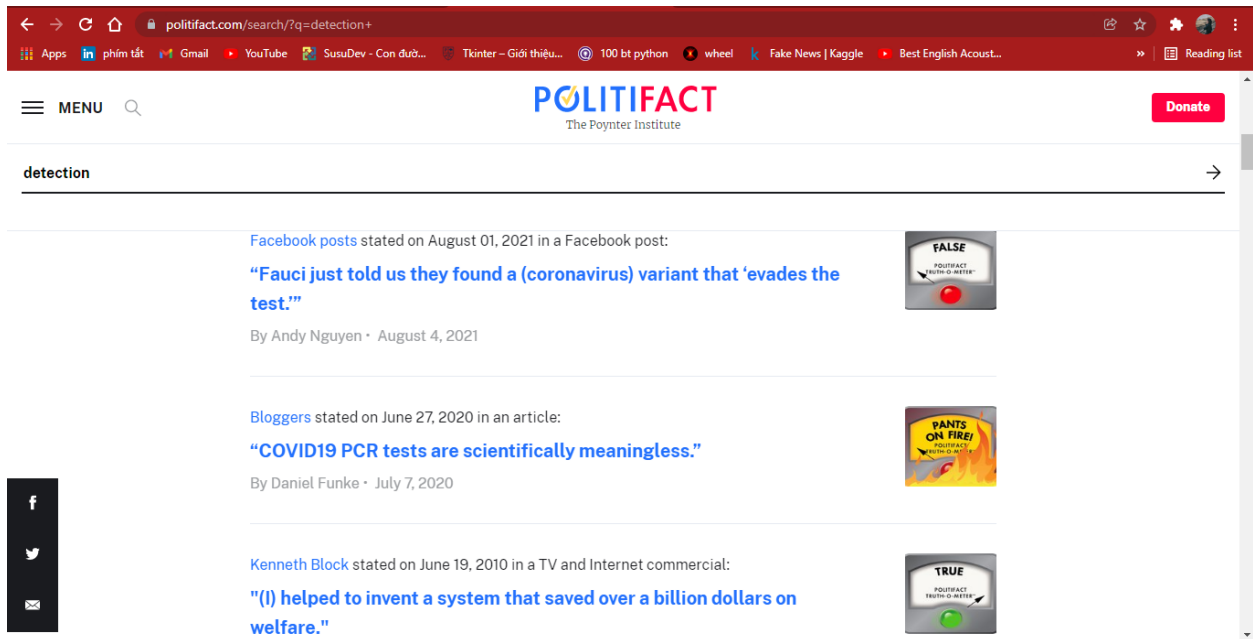 politifact.com/search/?q=detection+
Apps phím tắt Gmail YouTube SusuDev - Con đườ... Tkinter – Giới thiệu... 100 bt python wheel Fake News | Kaggle Best English Acoust... » Reading list
MENU POLITIFACT Donate
The Poynter Institute
detection
Facebook posts stated on August 01, 2021 in a Facebook post:
“Fauci just told us they found a (coronavirus) variant that ‘evades the
test.’”
By Andy Nguyen • August 4, 2021
FALSE
POLITIFACT
TRUTH-O-METER™
Bloggers stated on June 27, 2020 in an article:
“COVID19 PCR tests are scientifically meaningless.”
By Daniel Funke • July 7, 2020
PANTS
ON FIRE!
POLITIFACT
Kenneth Block stated on June 19, 2010 in a TV and Internet commercial:
"(I) helped to invent a system that saved over a billion dollars on
welfare."
TRUE
POLITIFACT
TRUTH-O-METER™